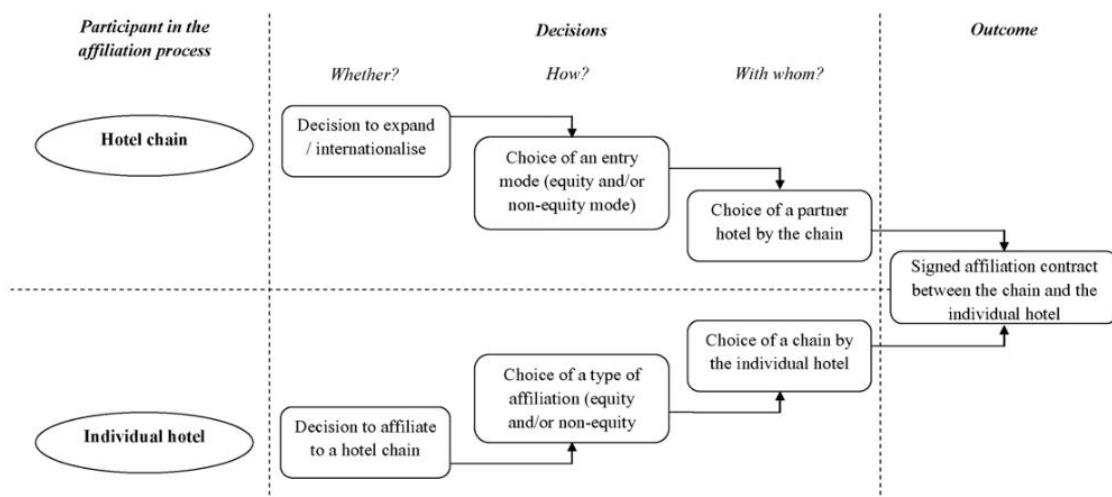 Participant in the
affiliation process
Decisions
Outcome
Whether?
How?
With whom?
Hotel chain
Decision to expand
/ internationalise
Choice of an entry
mode (equity and/or
non-equity mode)
Choice of a partner
hotel by the chain
Signed affiliation contract
between the chain and the
individual hotel
Individual hotel
Decision to affiliate
to a hotel chain
Choice of a type of
affiliation (equity
and/or non-equity
Choice of a chain by
the individual hotel